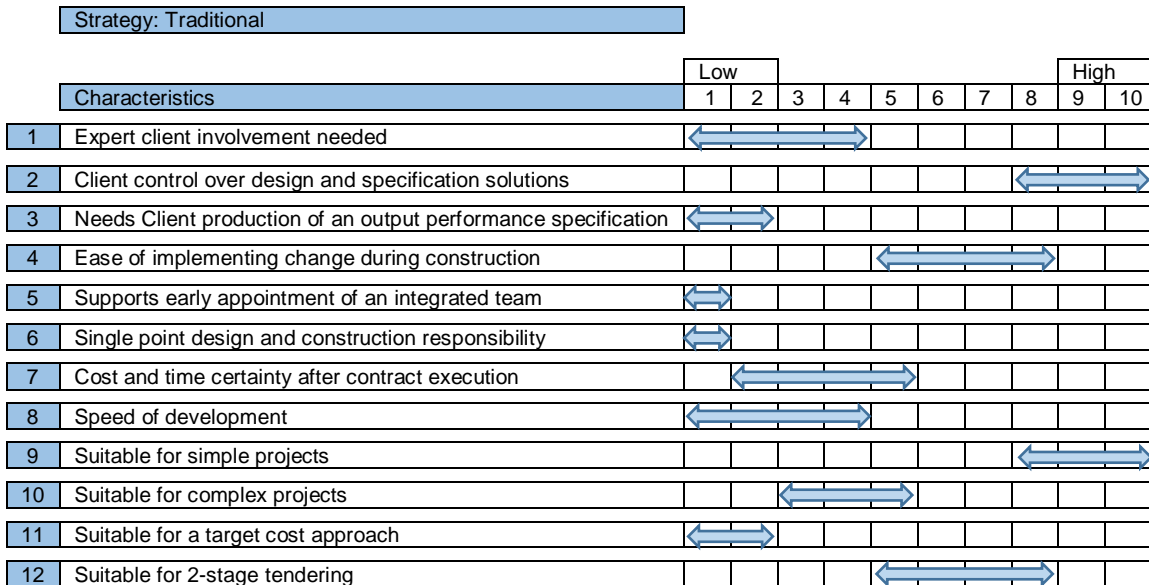 Strategy: Traditional
Low High
Characteristics 1 2 3 4 5 6 7 8 9 10
1 Expert client involvement needed
2 Client control over design and specification solutions
3 Needs Client production of an output performance specification
4 Ease of implementing change during construction
5 Supports early appointment of an integrated team
6 Single point design and construction responsibility
7 Cost and time certainty after contract execution
8 Speed of development
9 Suitable for simple projects
10 Suitable for complex projects
11 Suitable for a target cost approach
12 Suitable for 2-stage tendering